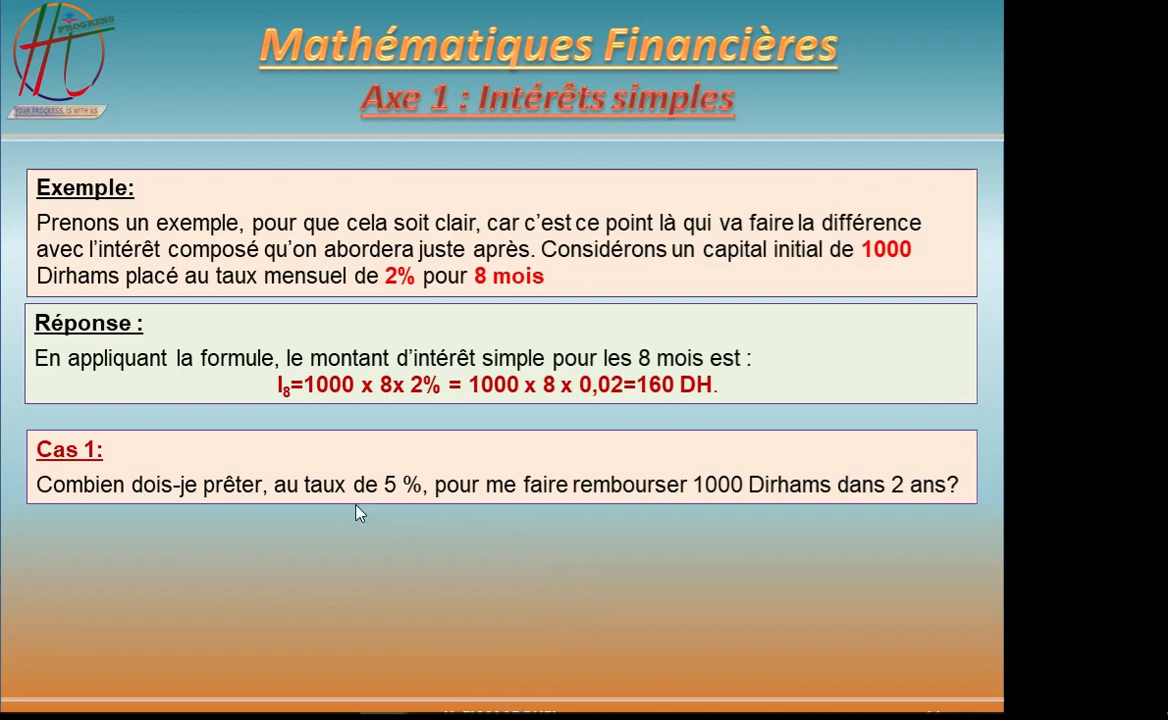 PROGRESS
YOUR PROGRESS, IS WITH US
Mathématiques Financières
Axe 1 : Intérêts simples
Exemple:
Prenons un exemple, pour que cela soit clair, car c’est ce point là qui va faire la différence
avec l’intérêt composé qu’on abordera juste après. Considérons un capital initial de 1000
Dirhams placé au taux mensuel de 2% pour 8 mois
Réponse :
En appliquant la formule, le montant d’intérêt simple pour les 8 mois est :
I8=1000 x 8x 2% = 1000 x 8 x 0,02=160 DH.
Cas 1:
Combien dois-je prêter, au taux de 5 %, pour me faire rembourser 1000 Dirhams dans 2 ans?